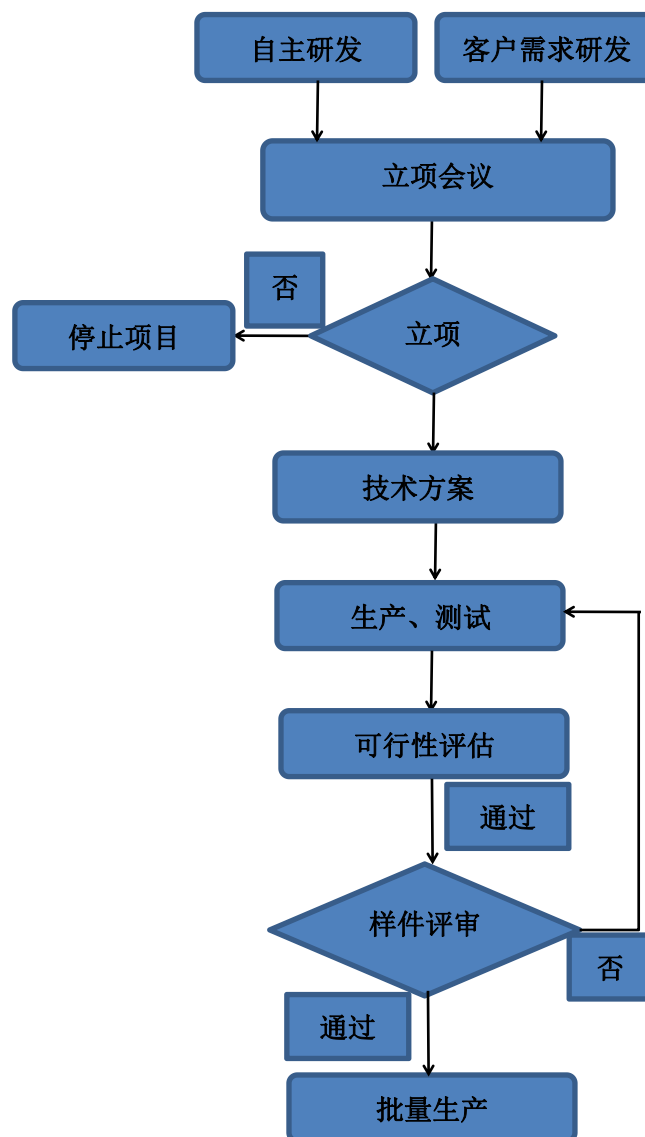 自主研发
客户需求研发
立项会议
否
停止项目
立项
技术方案
生产、测试
可行性评估
通过
样件评审
否
通过
批量生产